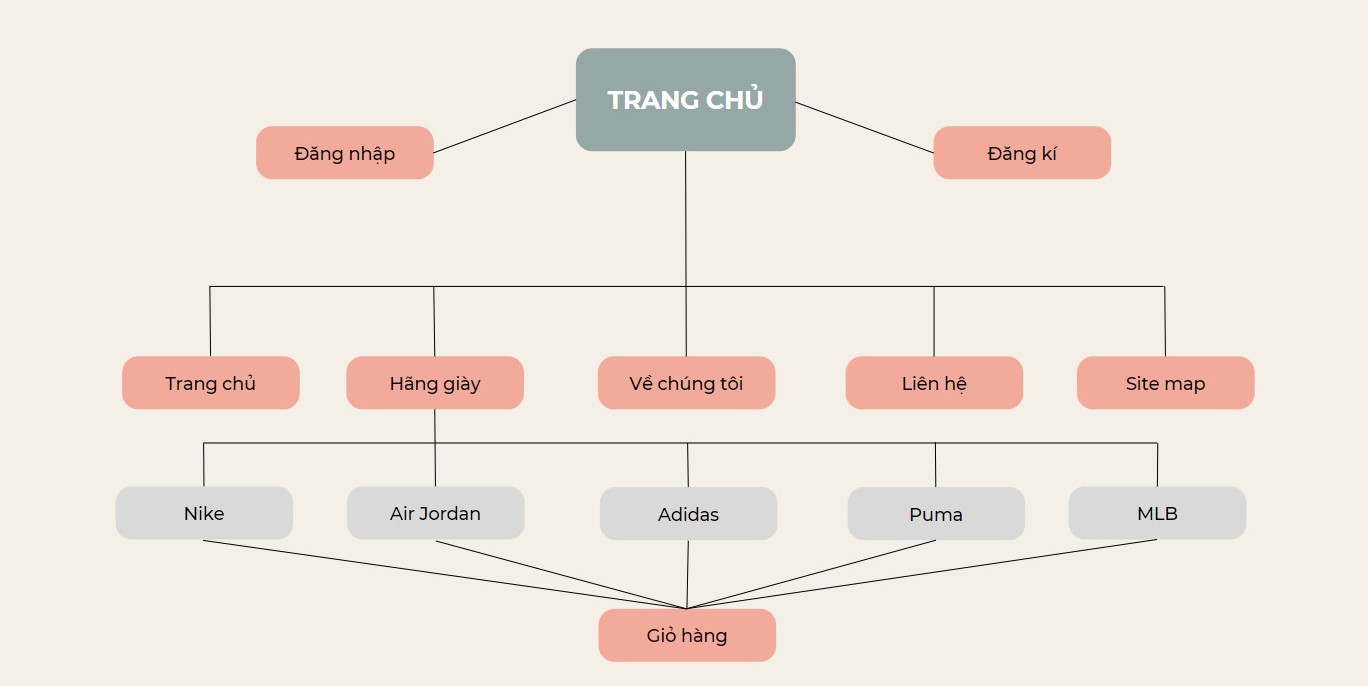 TRANG CHỦ
Đăng nhập
Đăng kí
Trang chủ
Hãng giày
Về chúng tôi
Liên hệ
Site map
Nike
Air Jordan
Adidas
Puma
MLB
Giỏ hàng